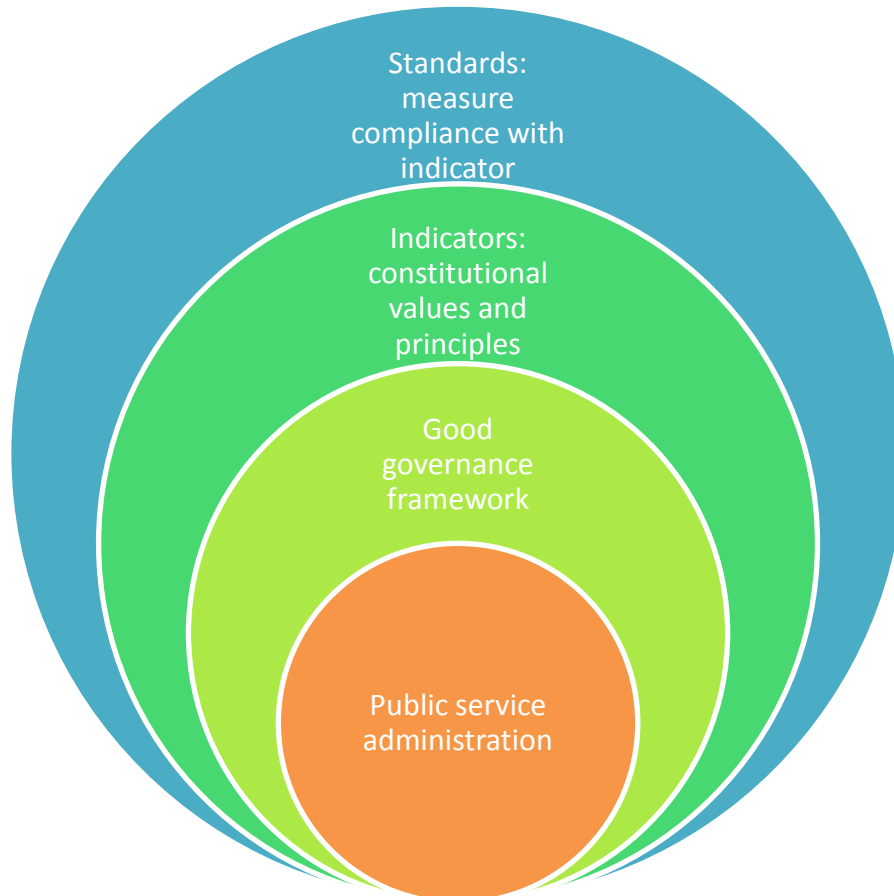 Standards:
measure
compliance with
indicator
Indicators:
constitutional
values and
principles
Good
governance
framework
Public service
administration